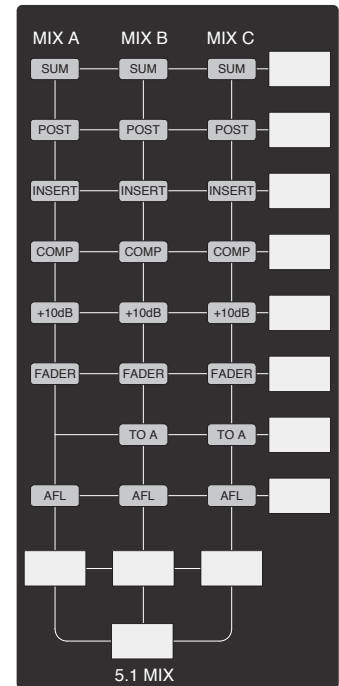 MIX A MIX B MIX C
SUM SUM SUM
POST POST POST
INSERT INSERT INSERT
COMP COMP COMP
+10dB +10dB +10dB
FADER FADER FADER
TO A TO A
AFL AFL AFL
5.1 MIX